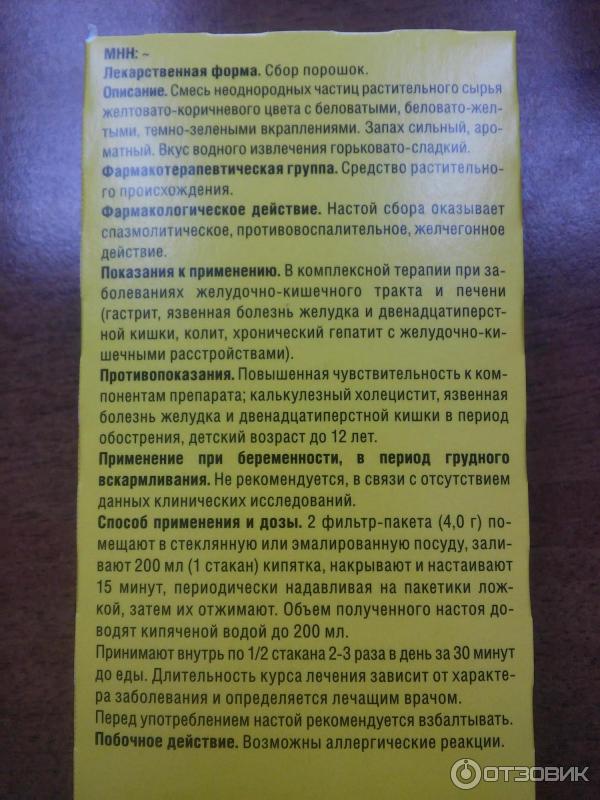 МНН: ~
Лекарственная форма. Сбор порошок.
Описание. Смесь неоднородных частиц растительного сырья
желтовато-коричневого цвета с беловатыми, беловато-жел-
тыми, темно-зелеными вкраплениями. Запах сильный, аро-
матный. Вкус водного извлечения горьковато-сладкий.
Фармакотерапевтическая группа. Средство растительно-
го происхождения.
Фармакологическое действие. Настой сбора оказывает
спазмолитическое, противовоспалительное, желчегонное
действие.
Показания к применению. В комплексной терапии при за-
болеваниях желудочно-кишечного тракта и печени
(гастрит, язвенная болезнь желудка и двенадцатиперст-
ной кишки, колит, хронический гепатит с желудочно-ки-
шечными расстройствами).
Противопоказания. Повышенная чувствительность к ком-
понентам препарата; калькулезный холецистит, язвенная
болезнь желудка и двенадцатиперстной кишки в период
обострения, детский возраст до 12 лет.
Применение при беременности, в период грудного
вскармливания. Не рекомендуется, в связи с отсутствием
данных клинических исследований.
Способ применения и дозы. 2 фильтр-пакета (4,0 г) по-
мещают в стеклянную или эмалированную посуду, зали-
вают 200 мл (1 стакан) кипятка, накрывают и настаивают
15 минут, периодически надавливая на пакетики лож-
кой, затем их отжимают. Объем полученного настоя до-
водят кипяченой водой до 200 мл.
Принимают внутрь по 1/2 стакана 2-3 раза в день за 30 минут
до еды. Длительность курса лечения зависит от характе-
ра заболевания и определяется лечащим врачом.
Перед употреблением настой рекомендуется взбалтывать.
Побочное действие. Возможны аллергические реакции.
ОТЗОВИК